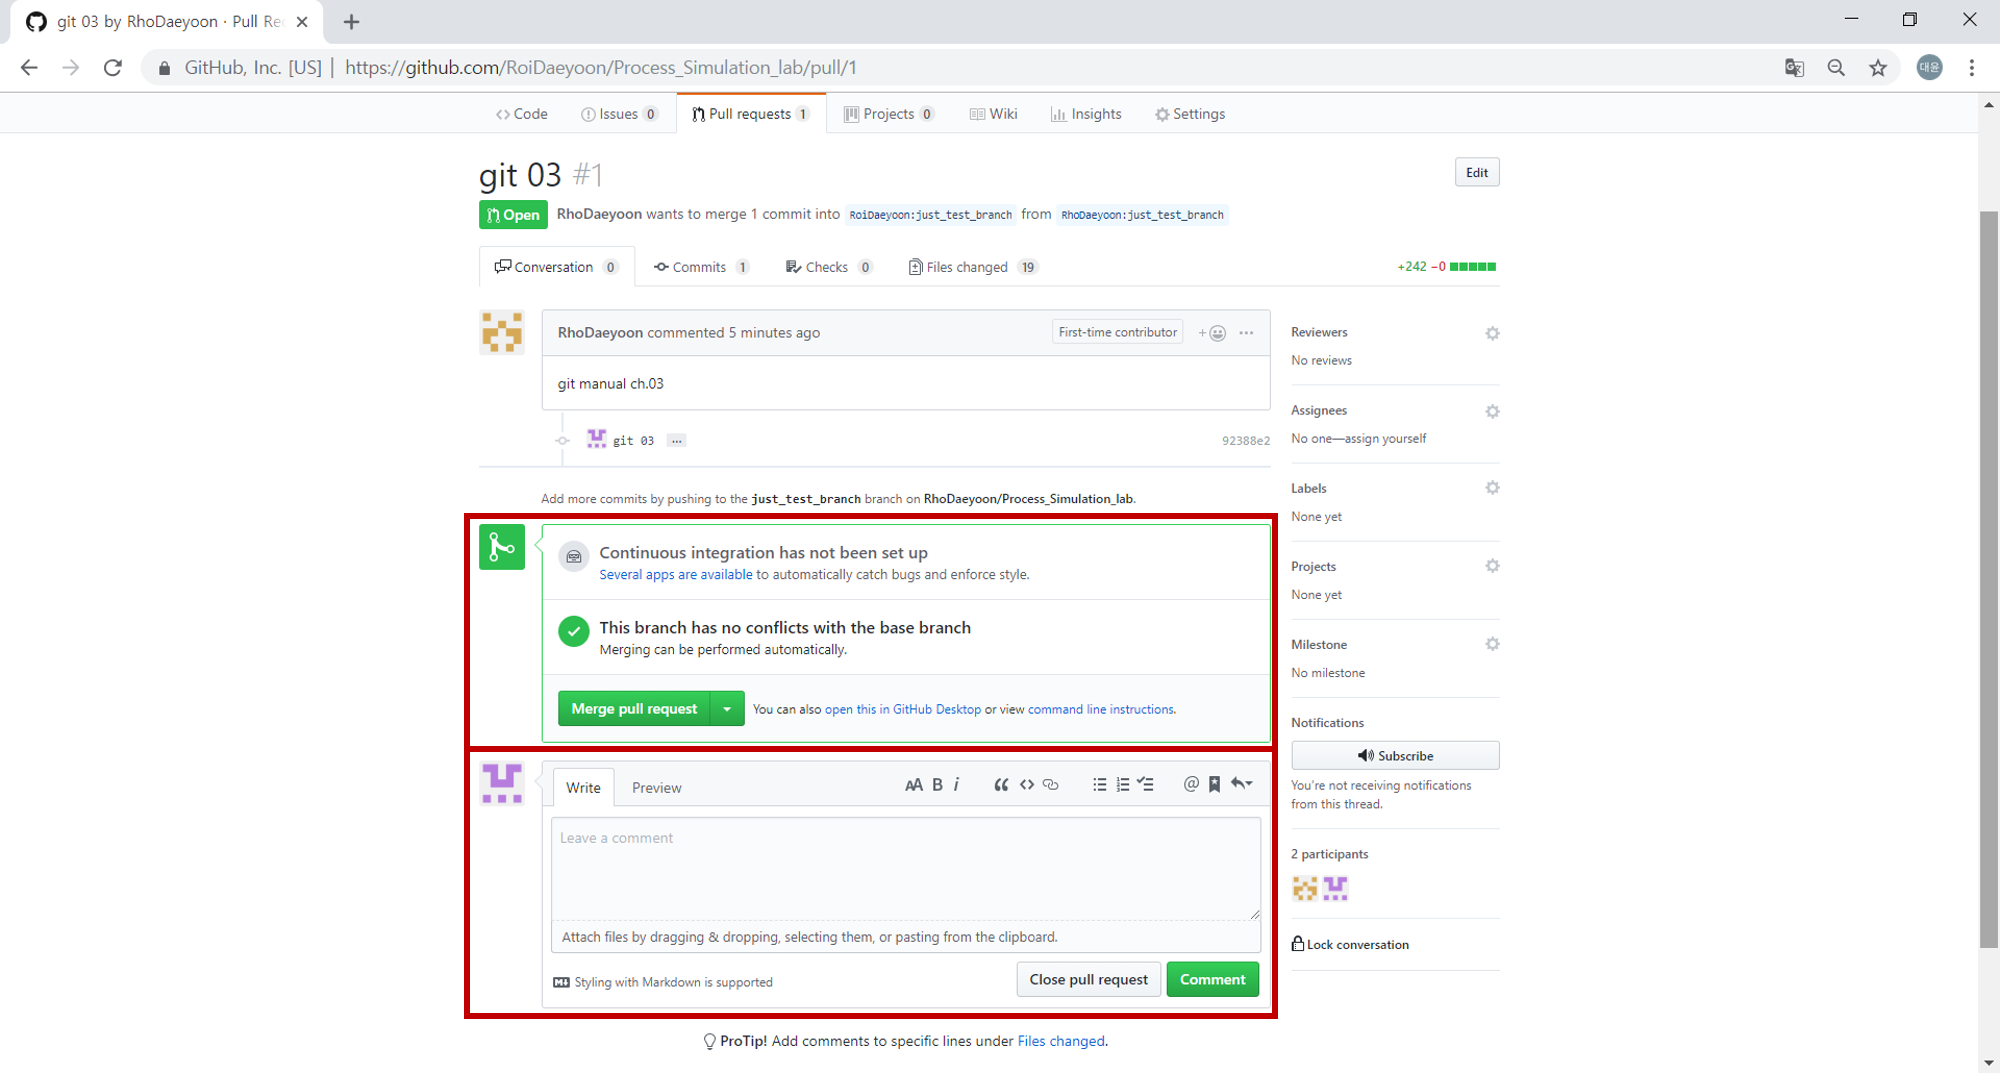 git 03 by RhoDaeyoon · Pull Re
GitHub, Inc. [US] | https://github.com/RoiDaeyoon/Process_Simulation_lab/pull/1
대윤
Code Issues 0 Pull requests 1 Projects 0 Wiki Insights Settings
git 03 #1
Edit
Open RhoDaeyoon wants to merge 1 commit into RoiDaeyoon:just_test_branch from RhoDaeyoon:just_test_branch
Conversation 0 Commits 1 Checks 0 Files changed 19 +242 −0
RhoDaeyoon commented 5 minutes ago First-time contributor
git manual ch.03
git 03 ... 92388e2
Add more commits by pushing to the just_test_branch branch on RhoDaeyoon/Process_Simulation_lab.
Continuous integration has not been set up
Several apps are available to automatically catch bugs and enforce style.
This branch has no conflicts with the base branch
Merging can be performed automatically.
Merge pull request You can also open this in GitHub Desktop or view command line instructions.
Write Preview AA B i
Leave a comment
Attach files by dragging & dropping, selecting them, or pasting from the clipboard.
Styling with Markdown is supported
Close pull request Comment
ProTip! Add comments to specific lines under Files changed.
Reviewers
No reviews
Assignees
No one—assign yourself
Labels
None yet
Projects
None yet
Milestone
No milestone
Notifications
Subscribe
You're not receiving notifications
from this thread.
2 participants
Lock conversation